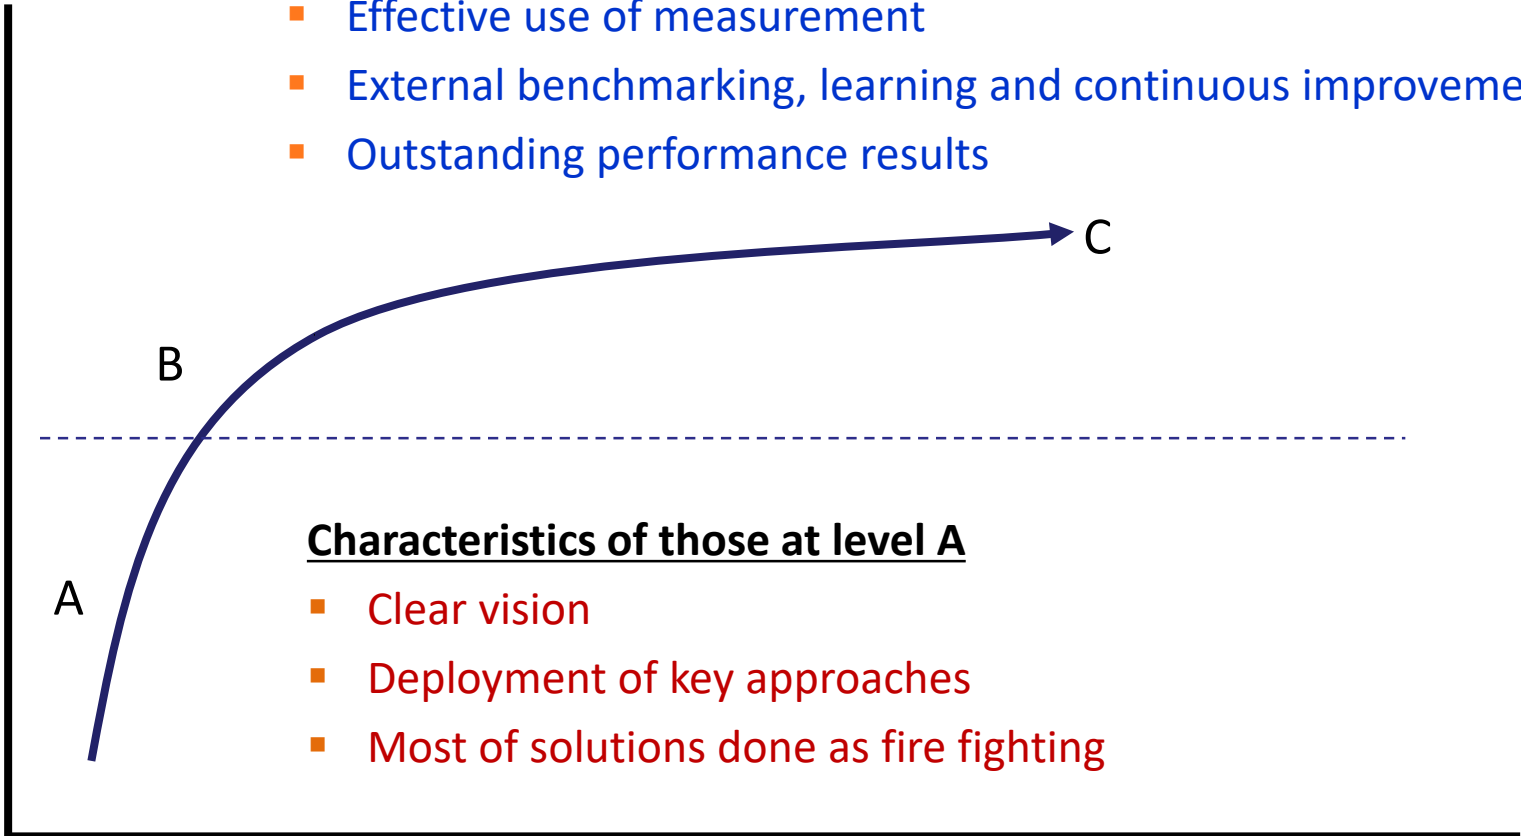 ▪ Effective use of measurement
▪ External benchmarking, learning and continuous improveme
▪ Outstanding performance results
C
B
Characteristics of those at level A
A
▪ Clear vision
▪ Deployment of key approaches
▪ Most of solutions done as fire fighting